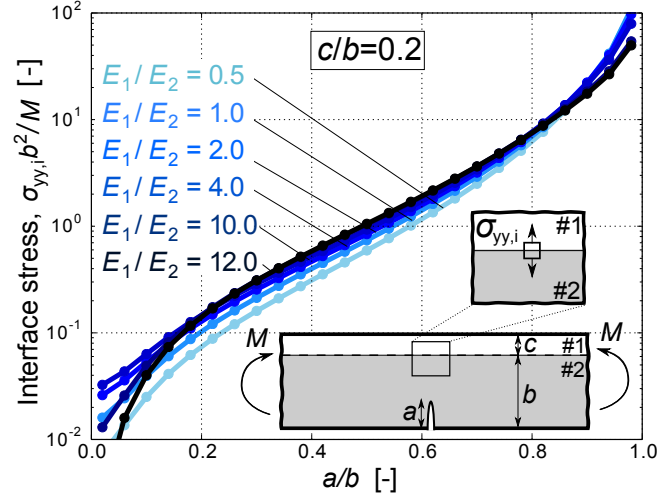 Interface stress, σyy,i b²/M [-]
10²
10¹
10⁰
10⁻¹
10⁻²
c/b=0.2
E₁/E₂ = 0.5
E₁/E₂ = 1.0
E₁/E₂ = 2.0
E₁/E₂ = 4.0
E₁/E₂ = 10.0
E₁/E₂ = 12.0
σyy,i
#1
#2
M
c
#1
M
#2
b
a
0.0 0.2 0.4 0.6 0.8 1.0
a/b [-]